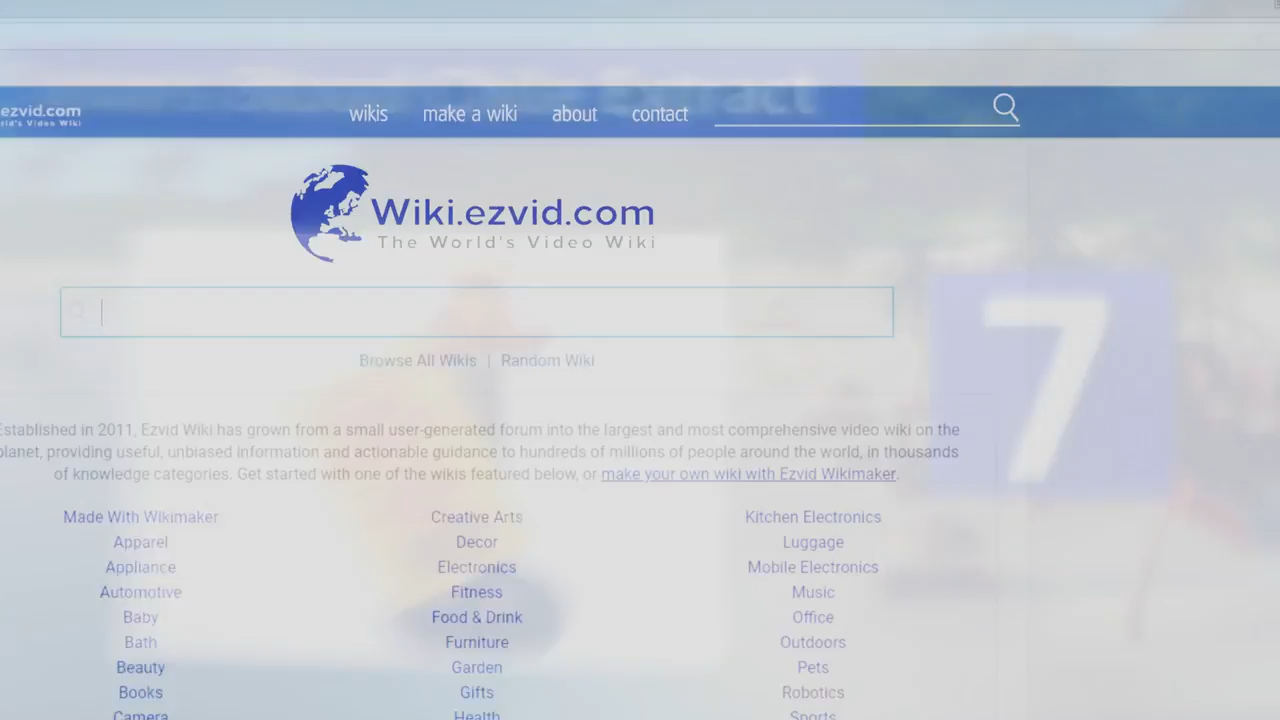 ezvid.com
wikis make a wiki about contact
Wiki.ezvid.com
The World's Video Wiki
Browse All Wikis | Random Wiki
Established in 2011, Ezvid Wiki has grown from a small user-generated forum into the largest and most comprehensive video wiki on the
planet, providing useful, unbiased information and actionable guidance to hundreds of millions of people around the world, in thousands
of knowledge categories. Get started with one of the wikis featured below, or make your own wiki with Ezvid Wikimaker.
Made With Wikimaker Creative Arts Kitchen Electronics
Apparel Decor Luggage
Appliance Electronics Mobile Electronics
Automotive Fitness Music
Baby Food & Drink Office
Bath Furniture Outdoors
Beauty Garden Pets
Books Gifts Robotics
Camera Health Sports
7